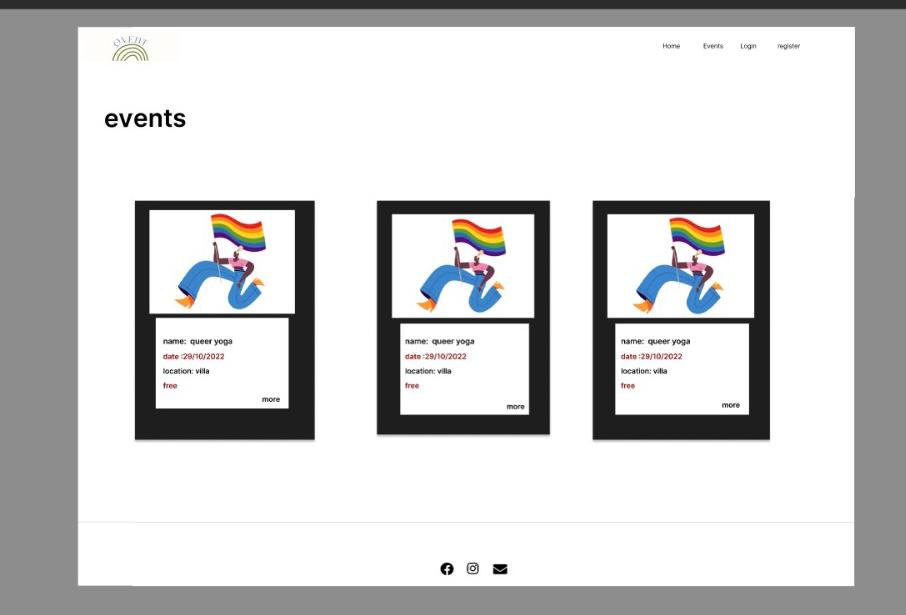 OVENT
Home Events Login register
events
name: queer yoga
date :29/10/2022
location: villa
free
more
name: queer yoga
date :29/10/2022
location: villa
free
more
name: queer yoga
date :29/10/2022
location: villa
free
more